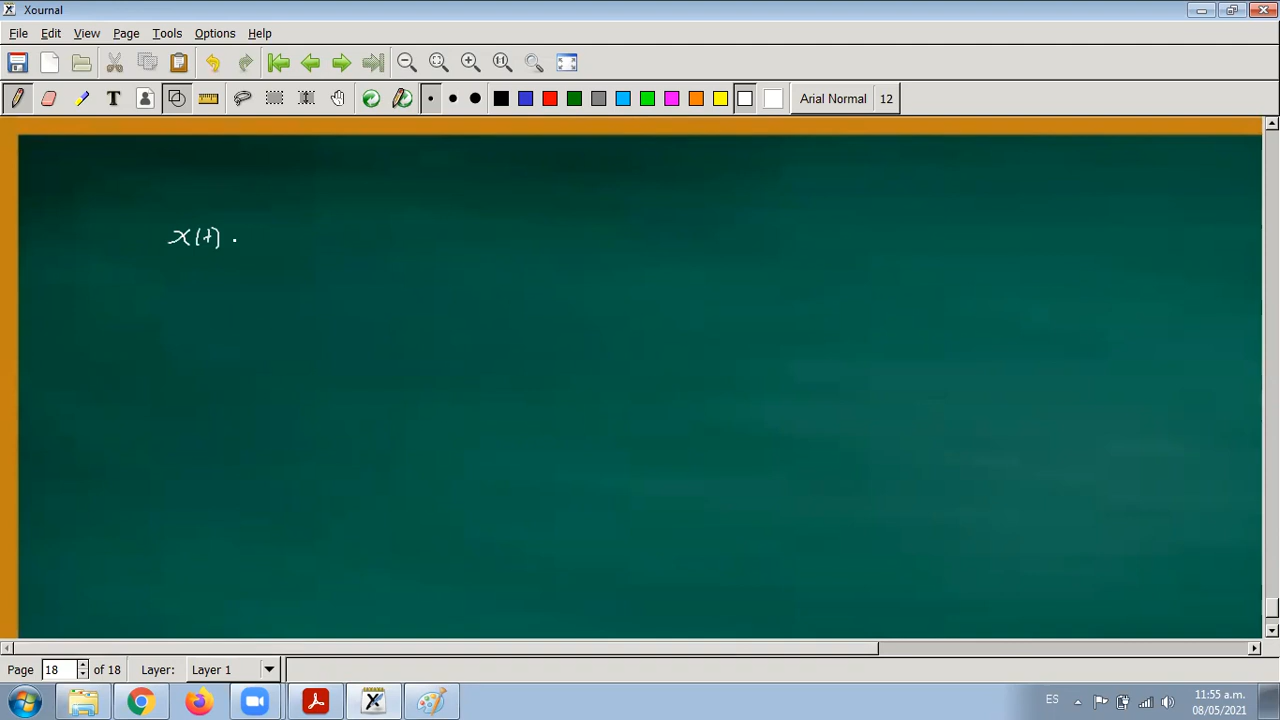 Xournal
File Edit View Page Tools Options Help
T Arial Normal 12
x(t) .
Page 18 of 18 Layer: Layer 1
ES 11:55 a.m.
08/05/2021